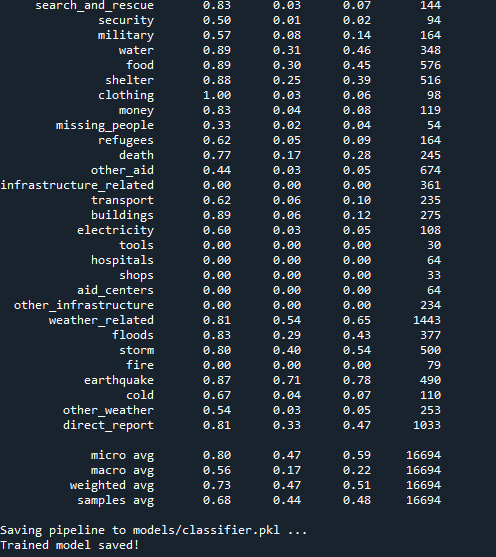 search_and_rescue 0.83 0.03 0.07 144
security 0.50 0.01 0.02 94
military 0.57 0.08 0.14 164
water 0.89 0.31 0.46 348
food 0.89 0.30 0.45 576
shelter 0.88 0.25 0.39 516
clothing 1.00 0.03 0.06 98
money 0.83 0.04 0.08 119
missing_people 0.33 0.02 0.04 54
refugees 0.62 0.05 0.09 164
death 0.77 0.17 0.28 245
other_aid 0.44 0.03 0.05 674
infrastructure_related 0.00 0.00 0.00 361
transport 0.62 0.06 0.10 235
buildings 0.89 0.06 0.12 275
electricity 0.60 0.03 0.05 108
tools 0.00 0.00 0.00 30
hospitals 0.00 0.00 0.00 64
shops 0.00 0.00 0.00 33
aid_centers 0.00 0.00 0.00 64
other_infrastructure 0.00 0.00 0.00 234
weather_related 0.81 0.54 0.65 1443
floods 0.83 0.29 0.43 377
storm 0.80 0.40 0.54 500
fire 0.00 0.00 0.00 79
earthquake 0.87 0.71 0.78 490
cold 0.67 0.04 0.07 110
other_weather 0.54 0.03 0.05 253
direct_report 0.81 0.33 0.47 1033
micro avg 0.80 0.47 0.59 16694
macro avg 0.56 0.17 0.22 16694
weighted avg 0.73 0.47 0.51 16694
samples avg 0.68 0.44 0.48 16694
Saving pipeline to models/classifier.pkl ...
Trained model saved!